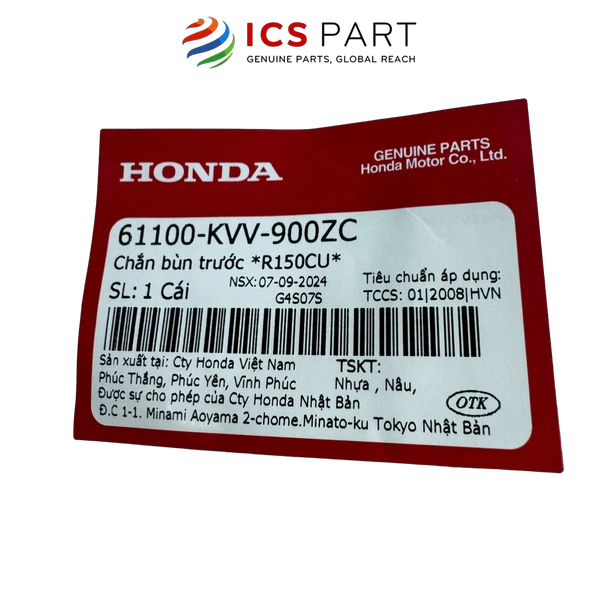 ICS PART
GENUINE PARTS, GLOBAL REACH
HONDA
GENUINE PARTS
Honda Motor Co., Ltd.
61100-KVV-900ZC
Chắn bùn trước *R150CU*
NSX:07-09-2024
SL: 1 Cái
G4S07S
Tiêu chuẩn áp dụng:
TCCS: 01|2008|HVN
Sản xuất tại: Cty Honda Việt Nam
TSKT:
Phúc Thắng, Phúc Yên, Vĩnh Phúc
Nhựa , Nâu,
Được sự cho phép của Cty Honda Nhật Bản
OTK
Đ.C 1-1. Minami Aoyama 2-chome.Minato-ku Tokyo Nhật Bản